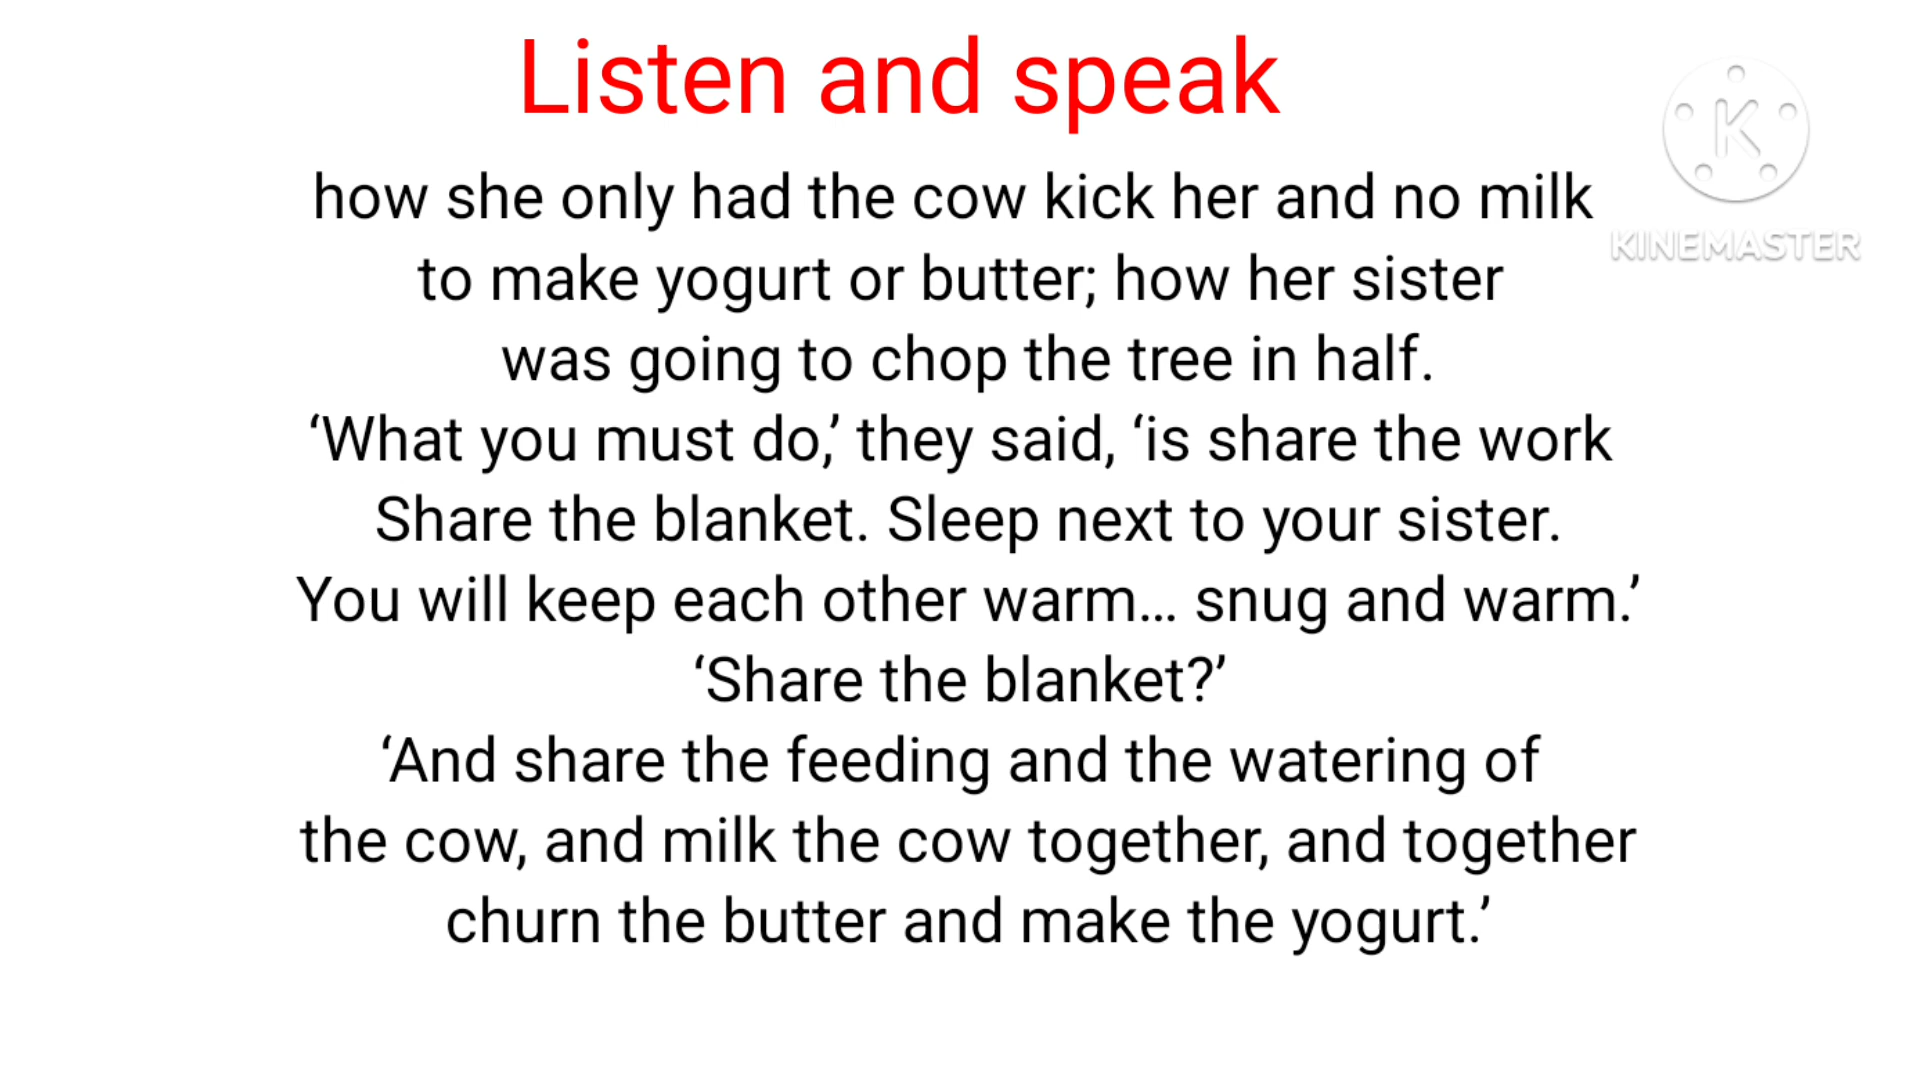 Listen and speak
how she only had the cow kick her and no milk
to make yogurt or butter; how her sister
was going to chop the tree in half.
‘What you must do,’ they said, ‘is share the work
Share the blanket. Sleep next to your sister.
You will keep each other warm... snug and warm.’
‘Share the blanket?’
‘And share the feeding and the watering of
the cow, and milk the cow together, and together
churn the butter and make the yogurt.’
K
KINEMASTER